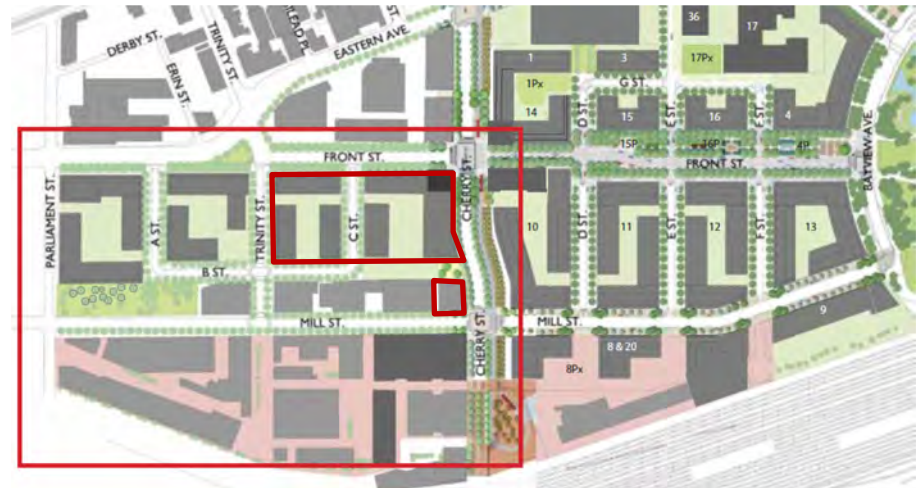 DERBY ST.
TRINITY ST.
ERIN ST.
EASTERN AVE.
ST.
36
17
1
3
17Px
1Px
14
G ST.
D ST.
E ST.
F ST.
15
16
4
FRONT ST.
CHERRY ST.
15P
16P
4P
FRONT ST.
BAYVIEW AVE.
PARLIAMENT ST.
A ST.
TRINITY ST.
C ST.
B ST.
10
D ST.
11
E ST.
12
F ST.
13
MILL ST.
CHERRY ST.
MILL ST.
9
8 & 20
8Px